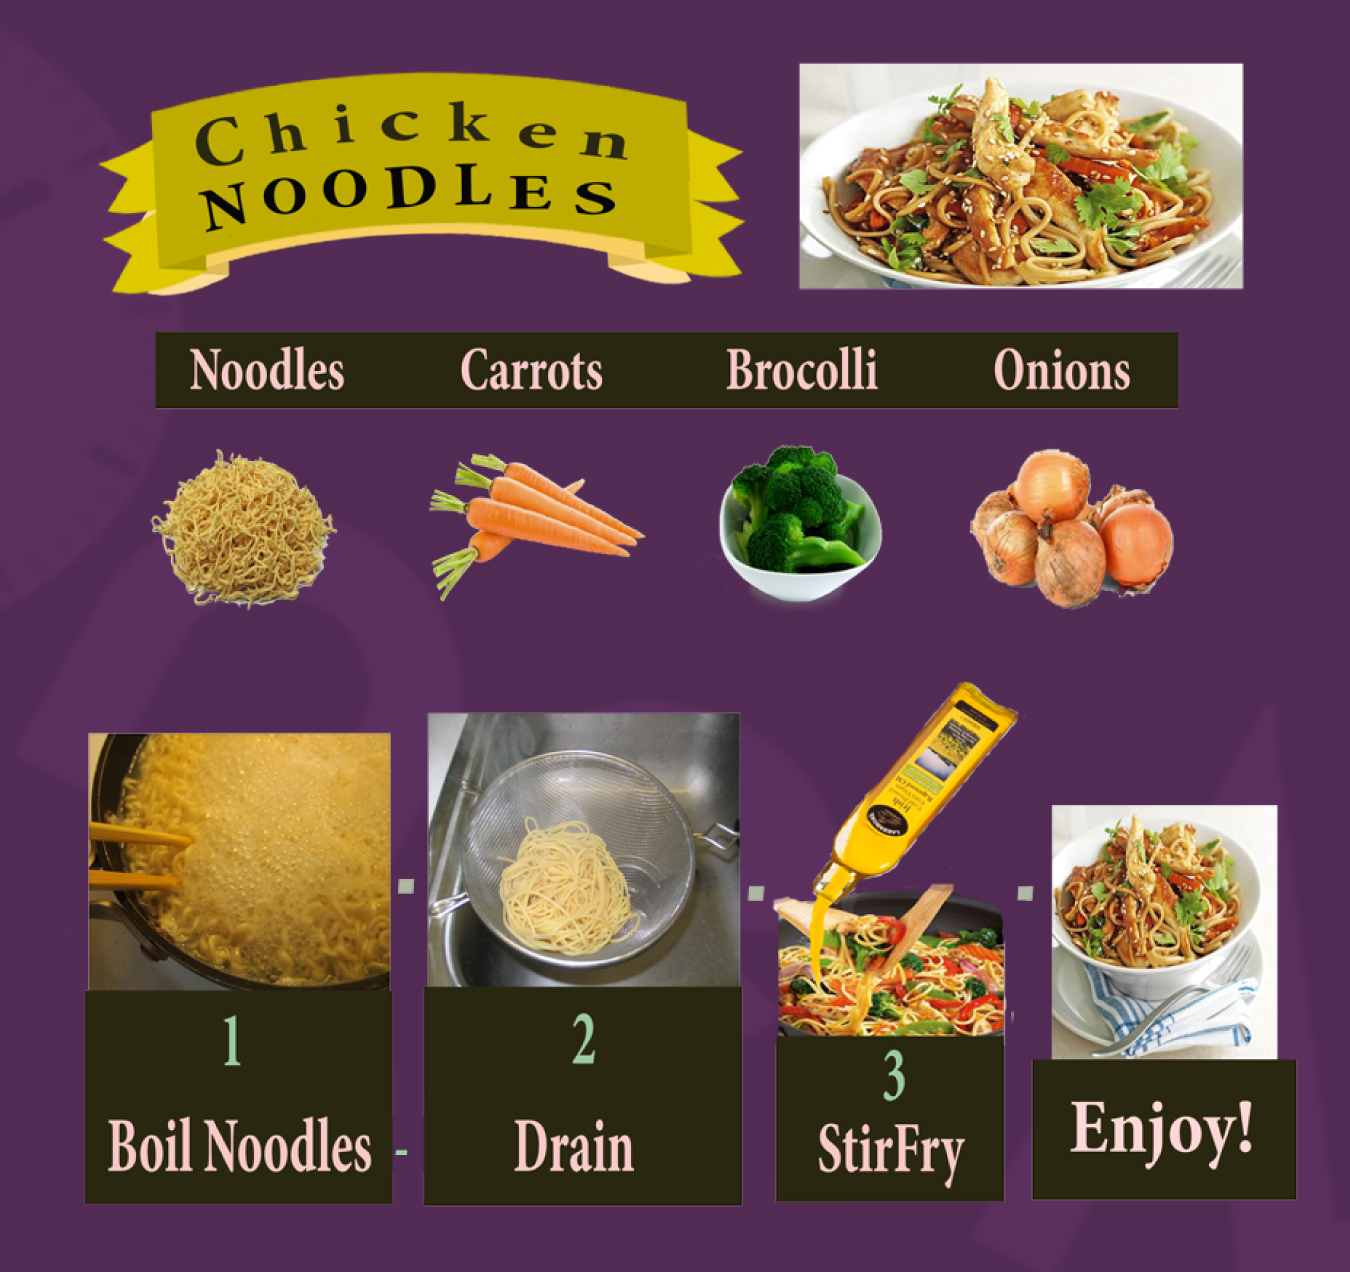 Chicken
NOODLES
Noodles Carrots Brocolli Onions
1
Boil Noodles -
2
Drain
3
StirFry
Enjoy!